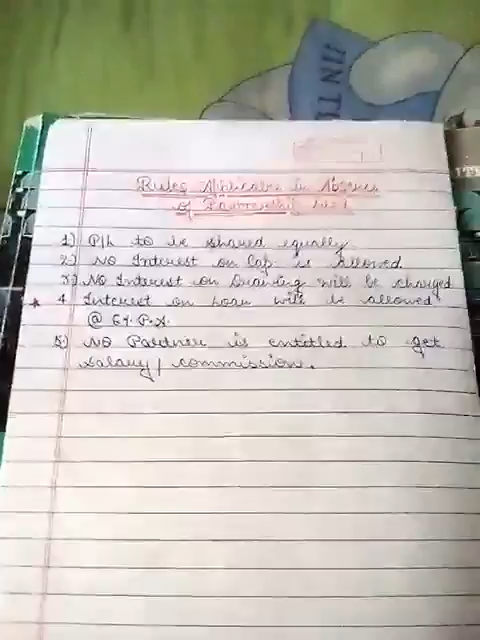 Rules Applicable in Absence
of Partnership Deed
1) P/L to be shared equally
2) NO Interest on Cap. is Allowed
3) NO Interest on Drawing will be charged
* 4. Interest on Loan will be allowed
@ 6% P.A.
5) NO Partner is entitled to get
Salary / commission.